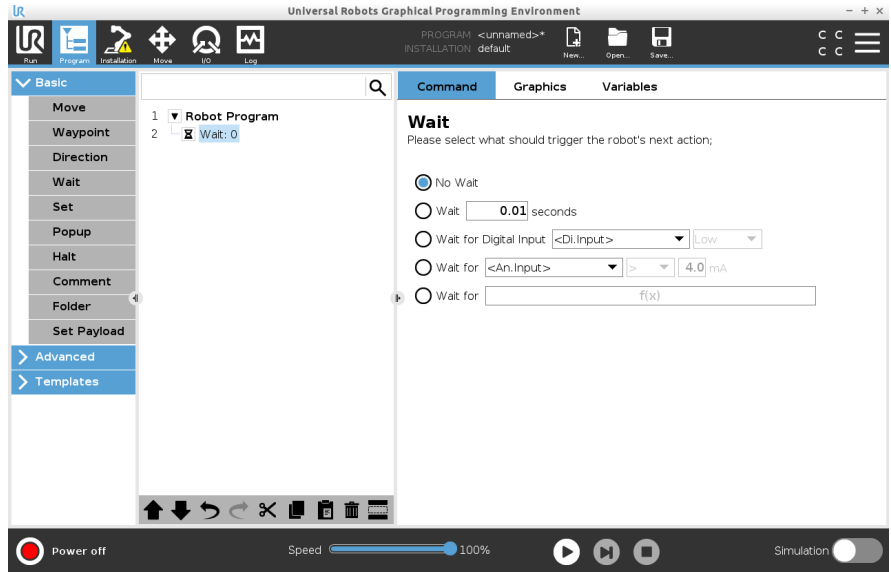 UR Universal Robots Graphical Programming Environment
UR
Run Program Installation Move I/O Log
PROGRAM <unnamed>*
INSTALLATION default
New... Open... Save...
C C
C C
Basic
Move
Waypoint
Direction
Wait
Set
Popup
Halt
Comment
Folder
Set Payload
Advanced
Templates
1 Robot Program
2 Wait: 0
Command Graphics Variables
Wait
Please select what should trigger the robot's next action;
No Wait
Wait 0.01 seconds
Wait for Digital Input <Di.Input> Low
Wait for <An.Input> > 4.0 mA
Wait for f(x)
Power off
Speed 100%
Simulation